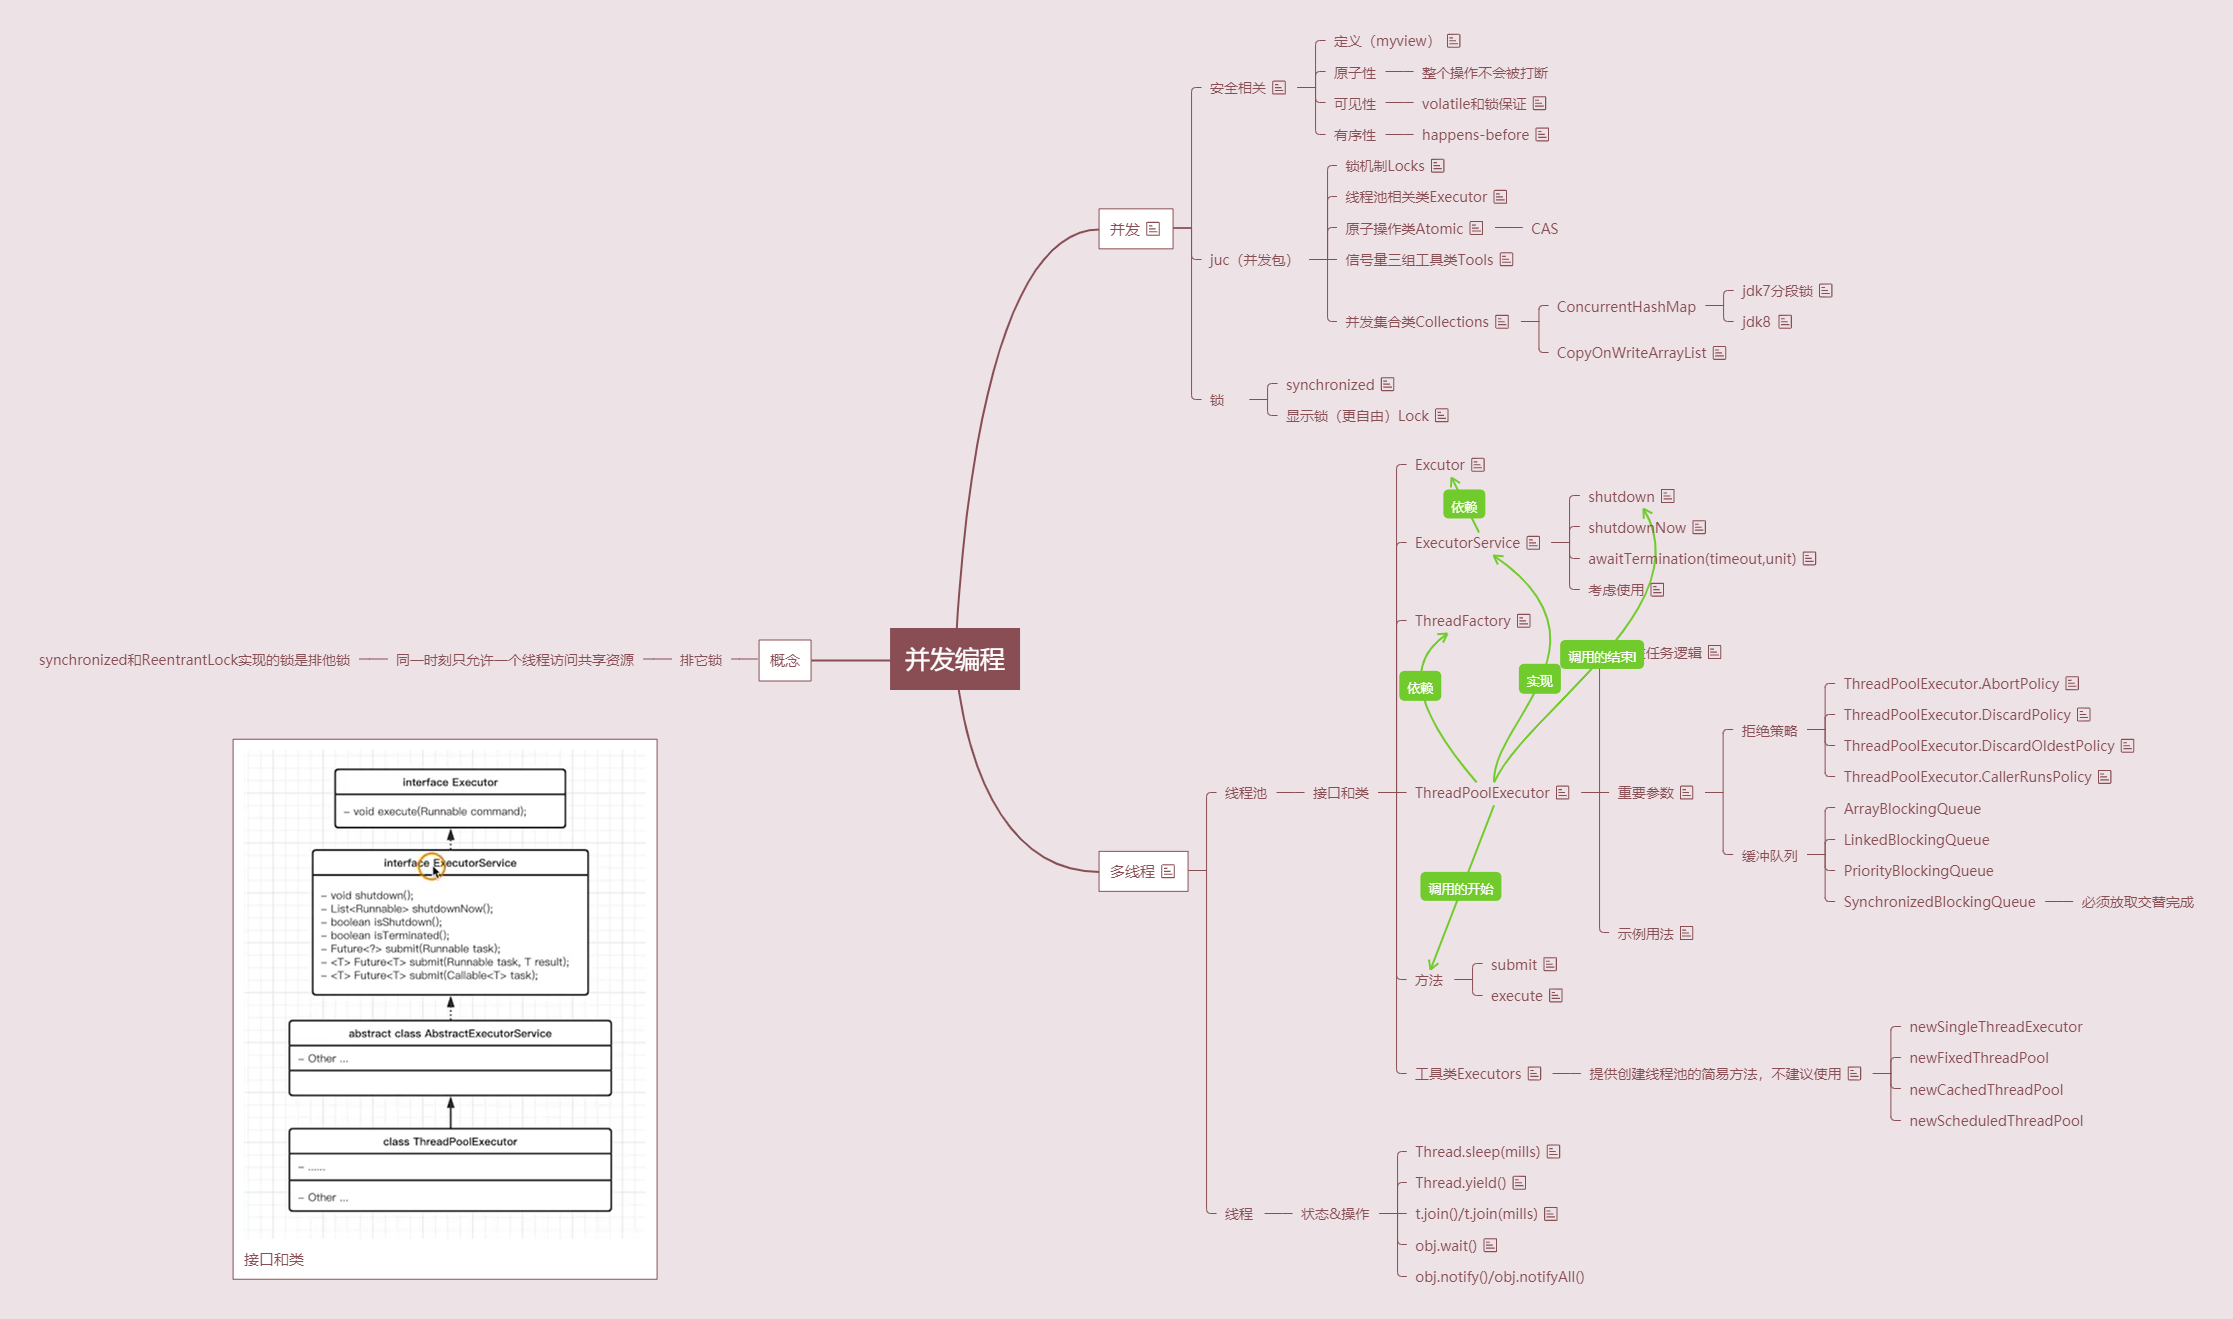 并发编程
并发
安全相关
定义（myview）
原子性
整个操作不会被打断
可见性
volatile和锁保证
有序性
happens-before
juc（并发包）
锁机制Locks
线程池相关类Executor
原子操作类Atomic
CAS
信号量三组工具类Tools
并发集合类Collections
ConcurrentHashMap
jdk7分段锁
jdk8
CopyOnWriteArrayList
锁
synchronized
显示锁（更自由）Lock
多线程
线程池
接口和类
Excutor
依赖
ExecutorService
shutdown
shutdownNow
awaitTermination(timeout,unit)
考虑使用
ThreadFactory
依赖
实现
调用的结束
任务逻辑
ThreadPoolExecutor
重要参数
拒绝策略
ThreadPoolExecutor.AbortPolicy
ThreadPoolExecutor.DiscardPolicy
ThreadPoolExecutor.DiscardOldestPolicy
ThreadPoolExecutor.CallerRunsPolicy
缓冲队列
ArrayBlockingQueue
LinkedBlockingQueue
PriorityBlockingQueue
SynchronizedBlockingQueue
必须放取交替完成
示例用法
调用的开始
方法
submit
execute
工具类Executors
提供创建线程池的简易方法，不建议使用
newSingleThreadExecutor
newFixedThreadPool
newCachedThreadPool
newScheduledThreadPool
线程
状态&操作
Thread.sleep(mills)
Thread.yield()
t.join()/t.join(mills)
obj.wait()
obj.notify()/obj.notifyAll()
概念
排它锁
同一时刻只允许一个线程访问共享资源
synchronized和ReentrantLock实现的锁是排他锁
interface Executor
– void execute(Runnable command);
interface ExecutorService
– void shutdown();
– List<Runnable> shutdownNow();
– boolean isShutdown();
– boolean isTerminated();
– Future<?> submit(Runnable task);
– <T> Future<T> submit(Runnable task, T result);
– <T> Future<T> submit(Callable<T> task);
abstract class AbstractExecutorService
– Other ...
class ThreadPoolExecutor
– ......
– Other ...
接口和类